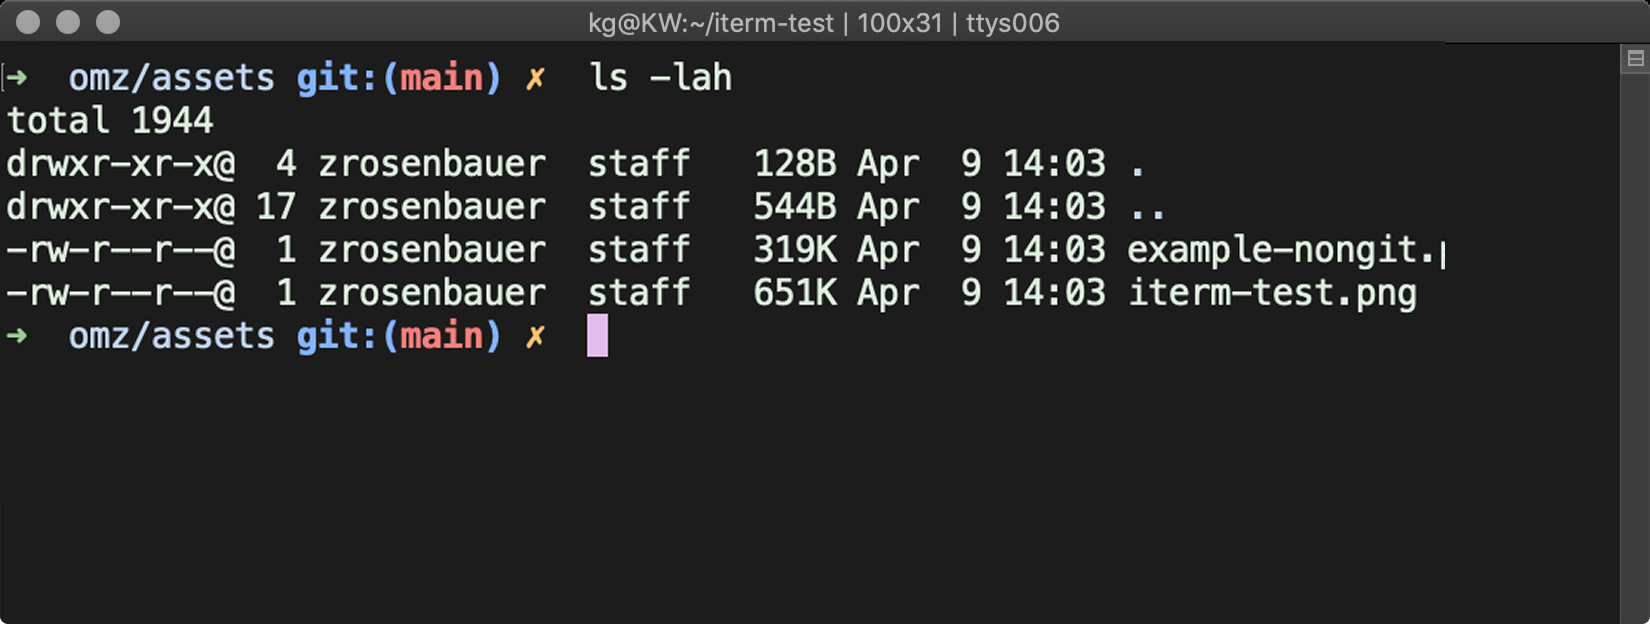 kg@KW:~/iterm-test | 100x31 | ttys006
➜  omz/assets git:(main) ✗  ls -lah
total 1944
drwxr-xr-x@  4 zrosenbauer  staff   128B Apr  9 14:03 .
drwxr-xr-x@ 17 zrosenbauer  staff   544B Apr  9 14:03 ..
-rw-r--r--@  1 zrosenbauer  staff   319K Apr  9 14:03 example-nongit.
-rw-r--r--@  1 zrosenbauer  staff   651K Apr  9 14:03 iterm-test.png
➜  omz/assets git:(main) ✗